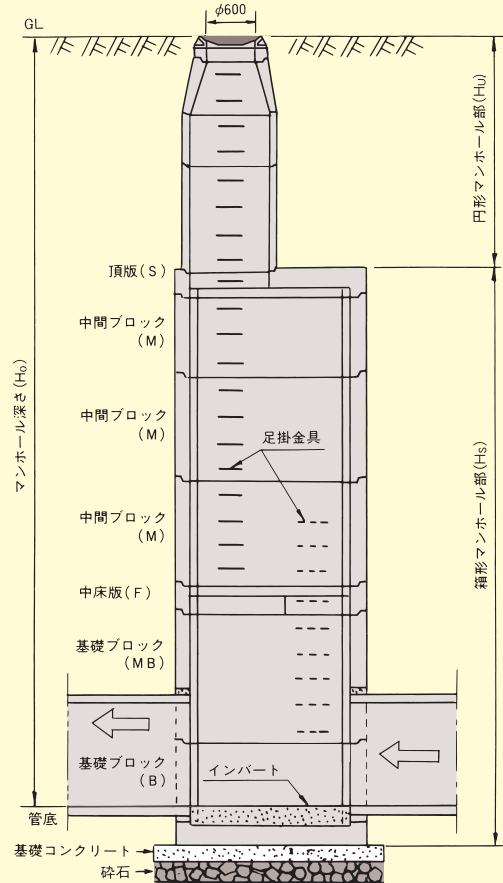 φ600
GL
円形マンホール部(HU)
頂版(S)
中間ブロック
(M)
マンホール深さ(Ho)
中間ブロック
(M)
足掛金具
中間ブロック
(M)
箱形マンホール部(Hs)
中床版(F)
基礎ブロック
(MB)
基礎ブロック
(B)
インバート
管底
基礎コンクリート
砕石